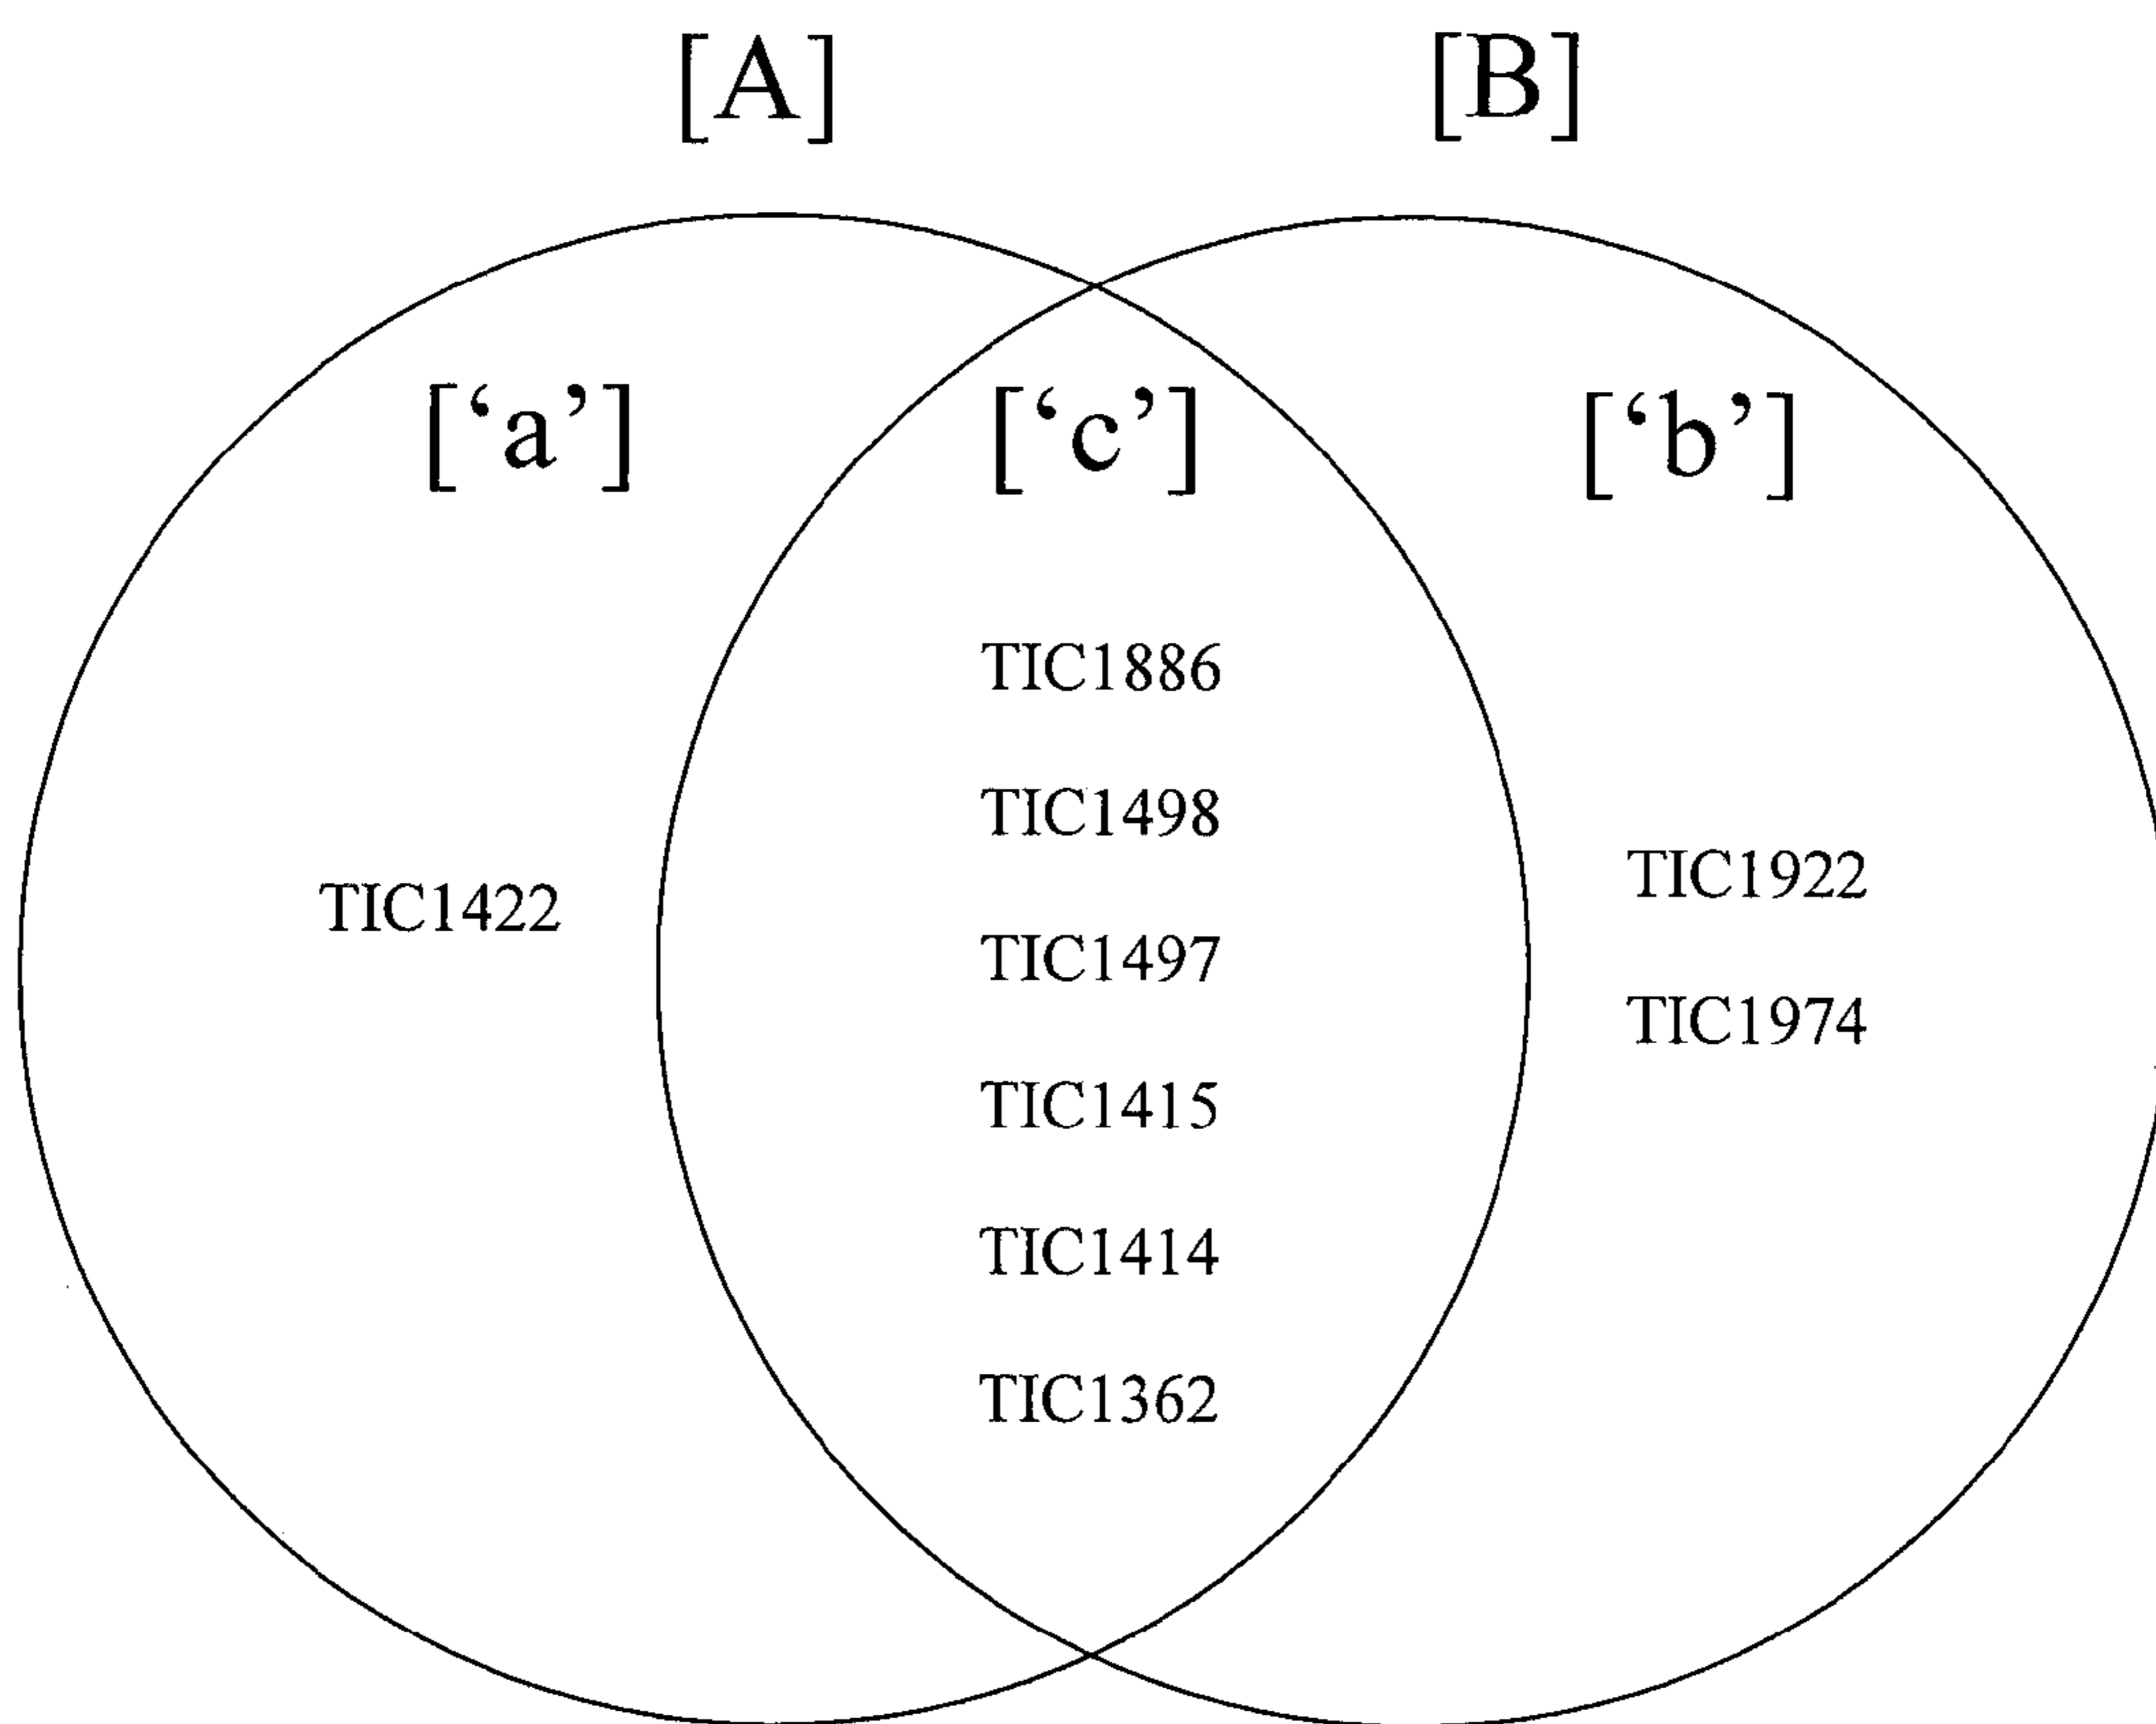 [A] [B]
[‘a’] [‘c’] [‘b’]
TIC1886
TIC1498
TIC1922
TIC1422
TIC1497
TIC1974
TIC1415
TIC1414
TIC1362